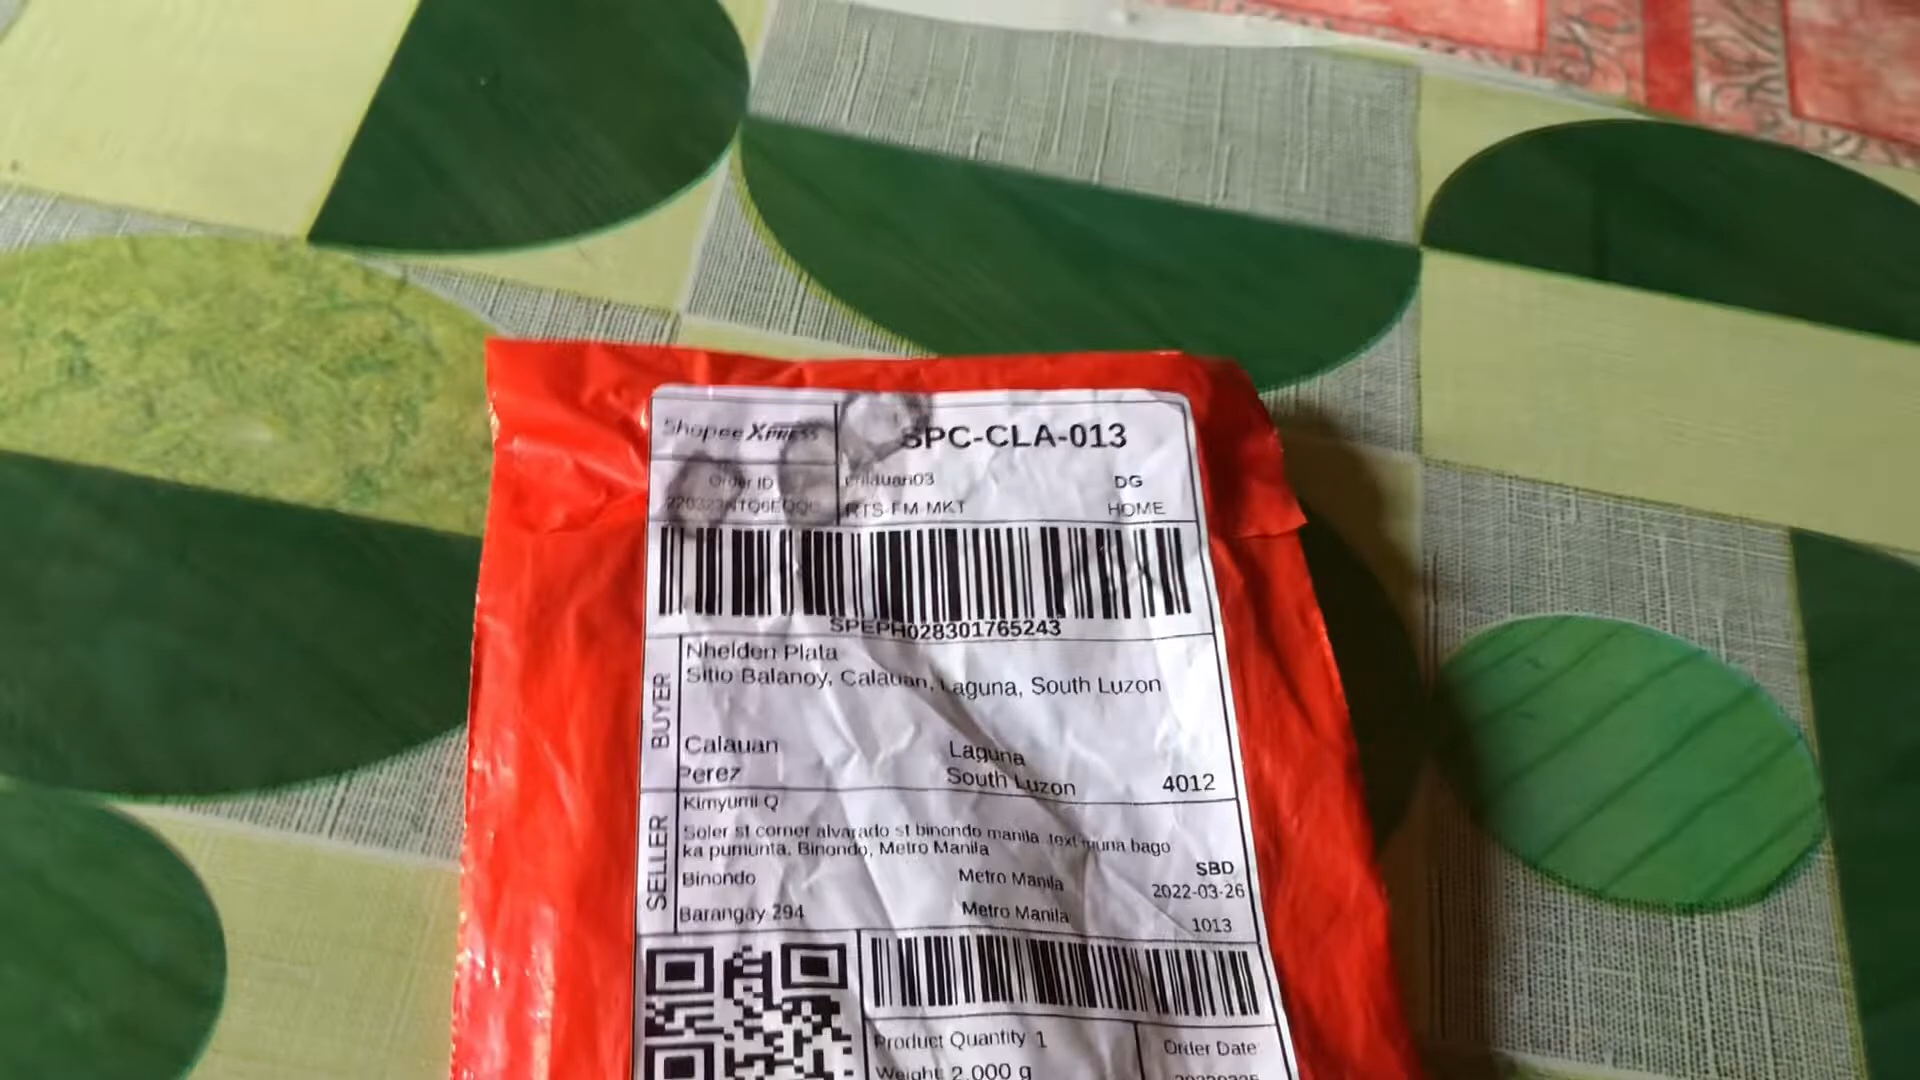 Shopee XPRESS
SPC-CLA-013
Order ID
DG
RTS FM MKT
HOME
SPEPH028301765243
BUYER
Nhelden Plata
Sitio Balanoy, Calauan, Laguna, South Luzon
Calauan Laguna
Perez South Luzon 4012
SELLER
Kimyumi Q
Soler st corner alvarado st binondo manila .text muna bago
ka pumunta. Binondo, Metro Manila
SBD
Binondo Metro Manila 2022-03-26
Barangay 294 Metro Manila 1013
Product Quantity 1
Order Date:
Weight: 2.000 g